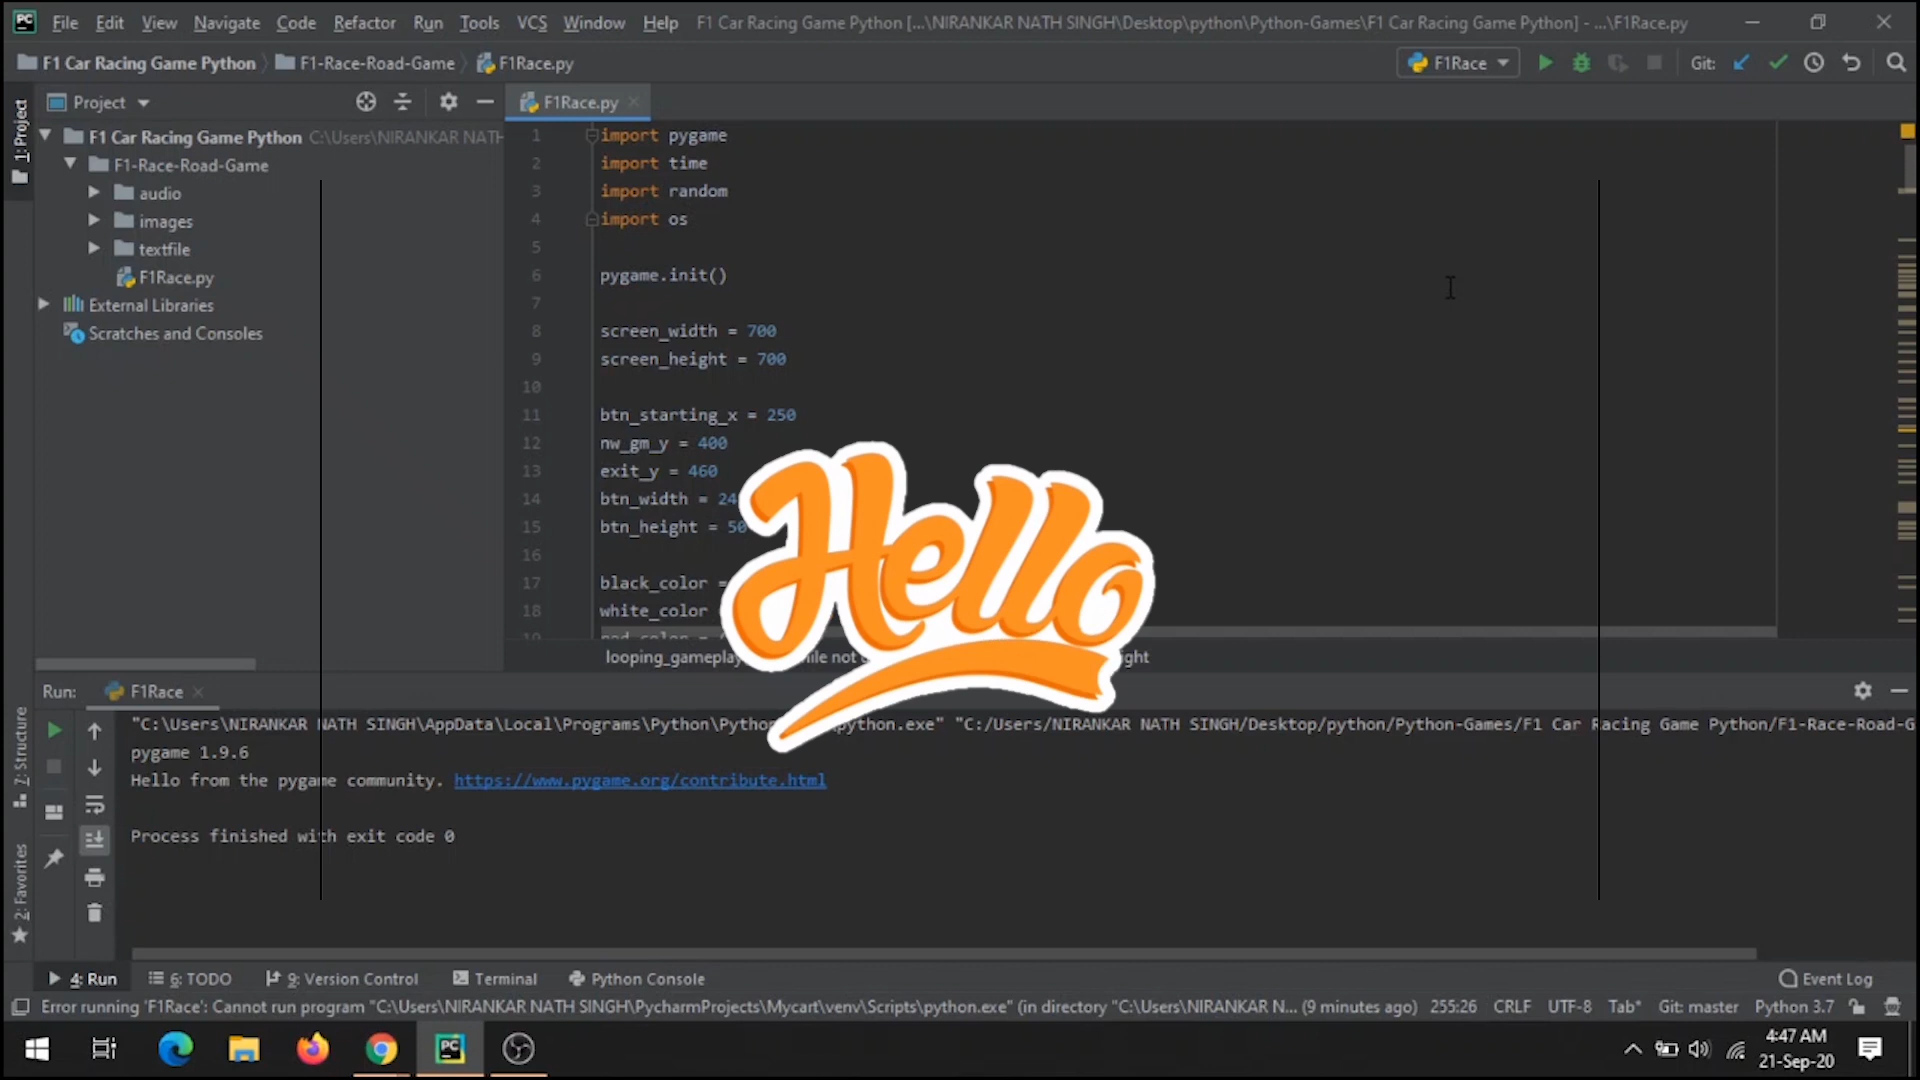 File Edit View Navigate Code Refactor Run Tools VCS Window Help F1 Car Racing Game Python [...\NIRANKAR NATH SINGH\Desktop\python\Python-Games\F1 Car Racing Game Python] - ...\F1Race.py
F1 Car Racing Game Python F1-Race-Road-Game F1Race.py F1Race Git:
Project F1Race.py
1: Project
F1 Car Racing Game Python C:\Users\NIRANKAR NATH
F1-Race-Road-Game
audio
images
textfile
F1Race.py
External Libraries
Scratches and Consoles
1 import pygame
2 import time
3 import random
4 import os
5
6 pygame.init()
7
8 screen_width = 700
9 screen_height = 700
10
11 btn_starting_x = 250
12 nw_gm_y = 400
13 exit_y = 460
14 btn_width = 24
15 btn_height = 50
16
17 black_color =
18 white_color
Hello
looping_gameplay
Run: F1Race
"C:\Users\NIRANKAR NATH SINGH\AppData\Local\Programs\Python\Python python.exe" "C:/Users/NIRANKAR NATH SINGH/Desktop/python/Python-Games/F1 Car Racing Game Python/F1-Race-Road-G
pygame 1.9.6
Hello from the pygame community. https://www.pygame.org/contribute.html
Process finished with exit code 0
7: Structure
2: Favorites
4: Run 6: TODO 9: Version Control Terminal Python Console Event Log
Error running 'F1Race': Cannot run program "C:\Users\NIRANKAR NATH SINGH\PycharmProjects\Mycart\venv\Scripts\python.exe" (in directory "C:\Users\NIRANKAR N... (9 minutes ago) 255:26 CRLF UTF-8 Tab* Git: master Python 3.7
4:47 AM
21-Sep-20